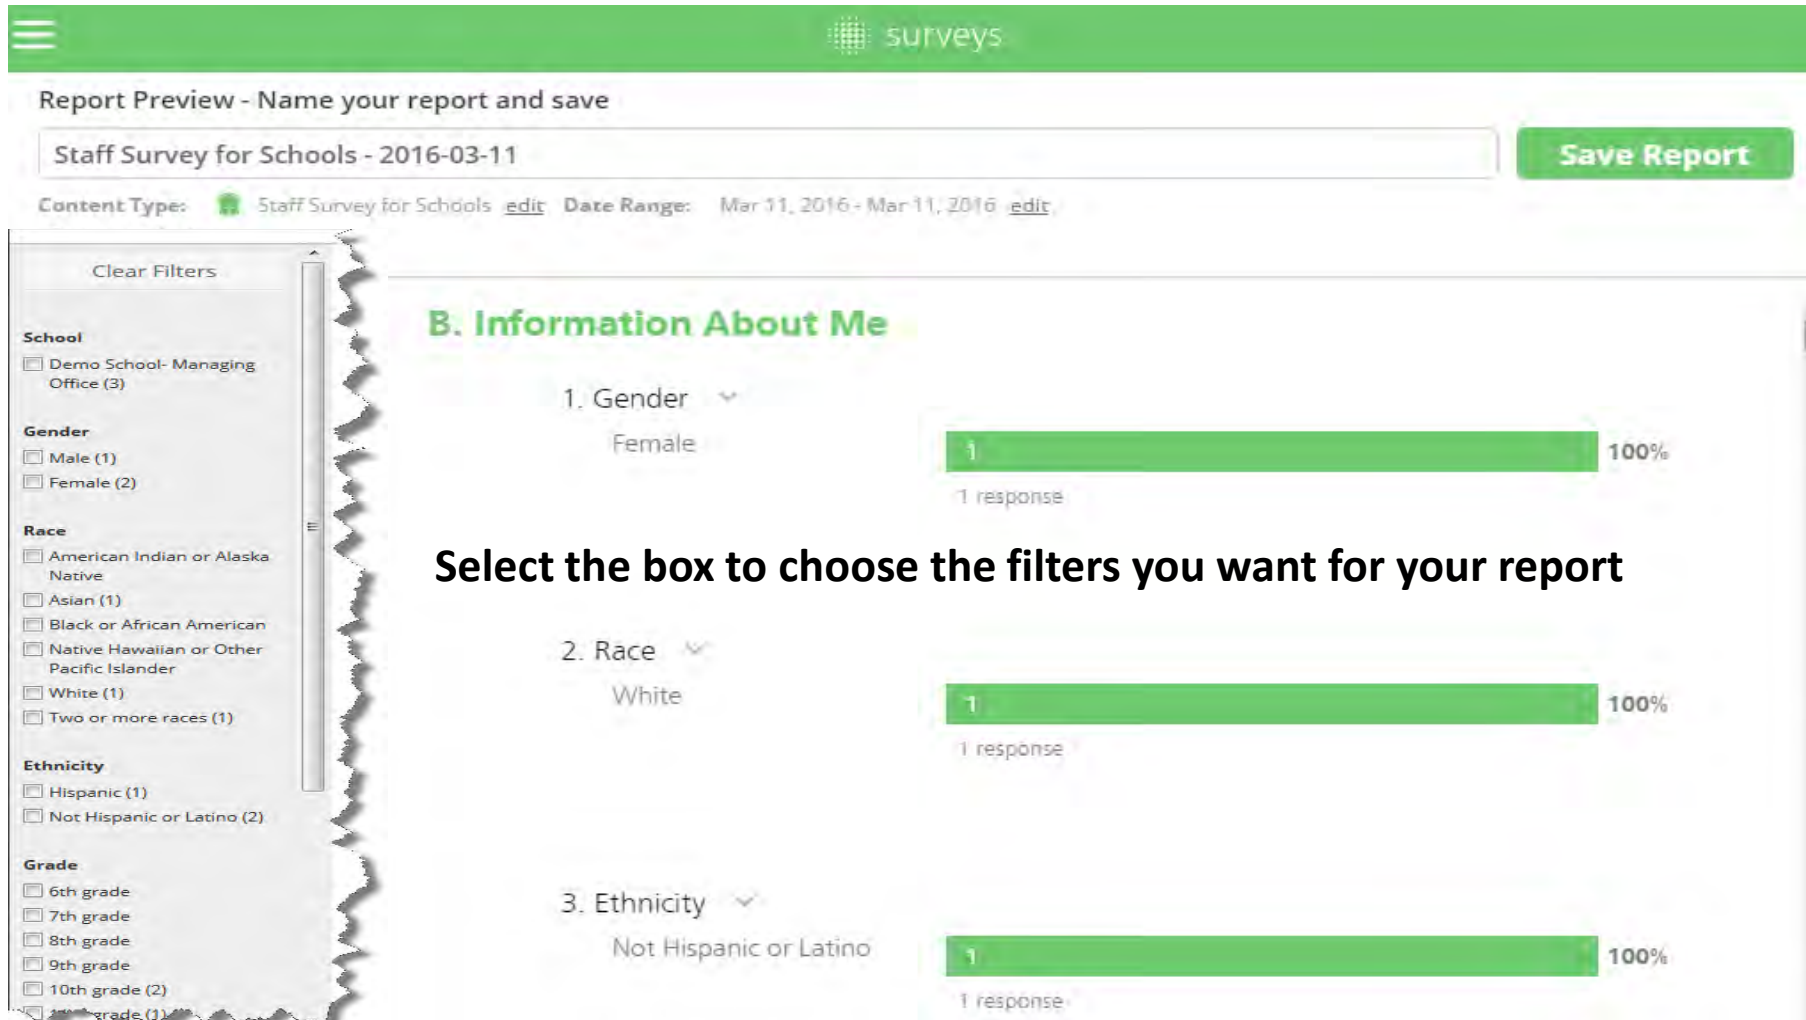 surveys
Report Preview - Name your report and save
Staff Survey for Schools - 2016-03-11
Save Report
Content Type: Staff Survey for Schools edit Date Range: Mar 11, 2016 - Mar 11, 2016 edit
Clear Filters
School
Demo School- Managing
Office (3)
Gender
Male (1)
Female (2)
Race
American Indian or Alaska
Native
Asian (1)
Black or African American
Native Hawaiian or Other
Pacific Islander
White (1)
Two or more races (1)
Ethnicity
Hispanic (1)
Not Hispanic or Latino (2)
Grade
6th grade
7th grade
8th grade
9th grade
10th grade (2)
grade (1)
B. Information About Me
1. Gender
Female
1
100%
1 response
Select the box to choose the filters you want for your report
2. Race
White
1
100%
1 response
3. Ethnicity
Not Hispanic or Latino
1
100%
1 response